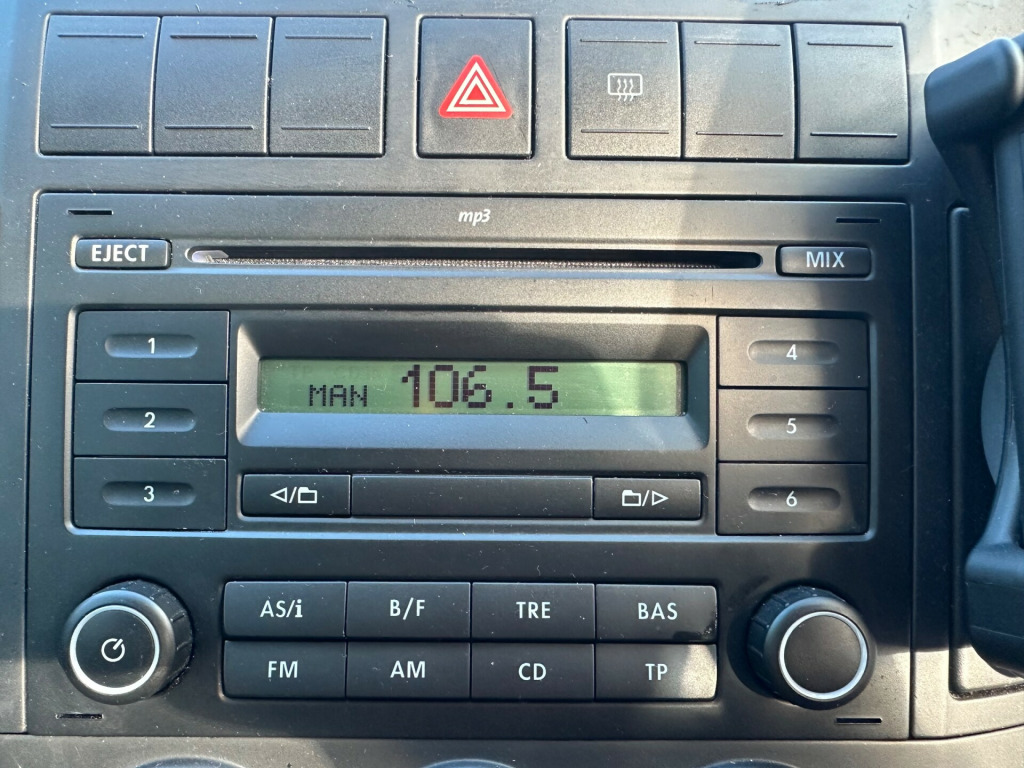 mp3
EJECT
MIX
1
MAN 106.5
4
2
5
3
6
AS/i B/F TRE BAS
FM AM CD TP